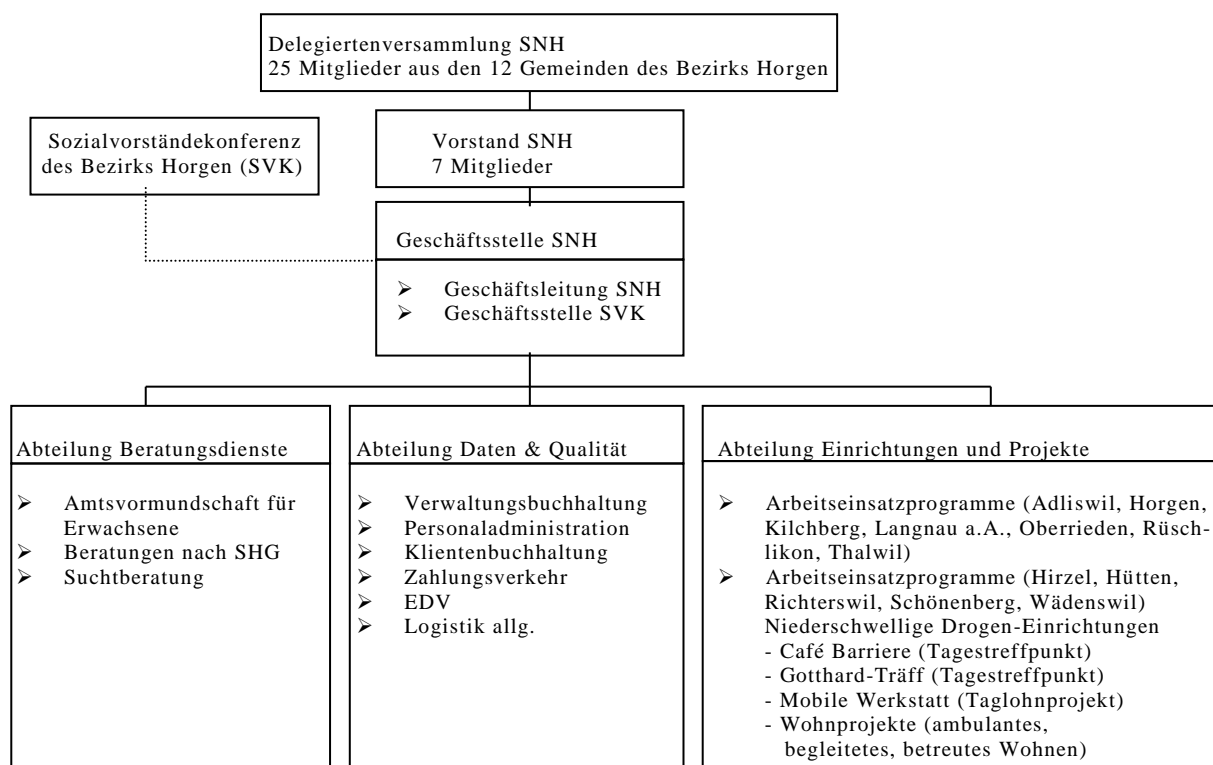 Delegiertenversammlung SNH
25 Mitglieder aus den 12 Gemeinden des Bezirks Horgen
Sozialvorständekonferenz
des Bezirks Horgen (SVK)
Vorstand SNH
7 Mitglieder
Geschäftsstelle SNH
➢ Geschäftsleitung SNH
➢ Geschäftsstelle SVK
Abteilung Beratungsdienste
➢ Amtsvormundschaft für
Erwachsene
➢ Beratungen nach SHG
➢ Suchtberatung
Abteilung Daten & Qualität
➢ Verwaltungsbuchhaltung
➢ Personaladministration
➢ Klientenbuchhaltung
➢ Zahlungsverkehr
➢ EDV
➢ Logistik allg.
Abteilung Einrichtungen und Projekte
➢ Arbeitseinsatzprogramme (Adliswil, Horgen,
Kilchberg, Langnau a.A., Oberrieden, Rüsch-
likon, Thalwil)
➢ Arbeitseinsatzprogramme (Hirzel, Hütten,
Richterswil, Schönenberg, Wädenswil)
Niederschwellige Drogen-Einrichtungen
- Café Barriere (Tagestreffpunkt)
- Gotthard-Träff (Tagestreffpunkt)
- Mobile Werkstatt (Taglohnprojekt)
- Wohnprojekte (ambulantes,
begleitetes, betreutes Wohnen)